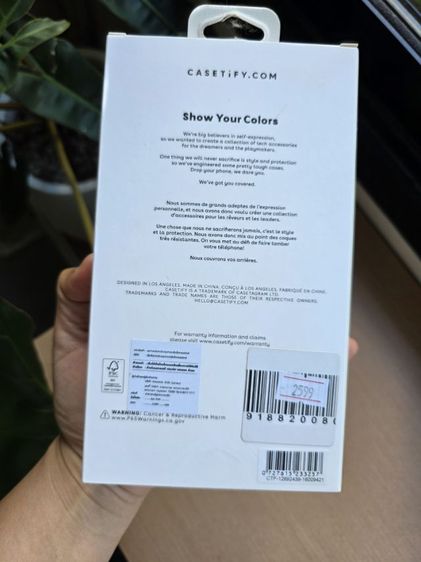 CASETiFY.COM
Show Your Colors
We're big believers in self-expression,
so we wanted to create a collection of tech accessories
for the dreamers and the playmakers.
One thing we will never sacrifice is style and protection
so we've engineered some pretty tough cases.
Drop your phone, we dare you.
We've got you covered.
Nous sommes de grands adeptes de l'expression
personnelle, et nous avons donc voulu créer une collection
d'accessoires pour les rêveurs et les leaders.
Une chose que nous ne sacrifierons jamais, c'est le style
et la protection. Nous avons donc mis au point des coques
très résistantes. On vous met au défi de faire tomber
votre téléphone!
Nous couvrons vos arrières.
DESIGNED IN LOS ANGELES. MADE IN CHINA. CONÇU À LOS ANGELES. FABRIQUÉ EN CHINE.
CASETIFY IS A TRADEMARK OF CASETAGRAM LTD.
TRADEMARKS AND TRADE NAMES ARE THOSE OF THEIR RESPECTIVE OWNERS.
HELLO@CASETIFY.COM
For warranty information and claims
please visit www.casetify.com/warranty
FSC
2599
9188200
WARNING: Cancer & Reproductive Harm
www.P65Warnings.ca.gov
CTF-12692439-16009421